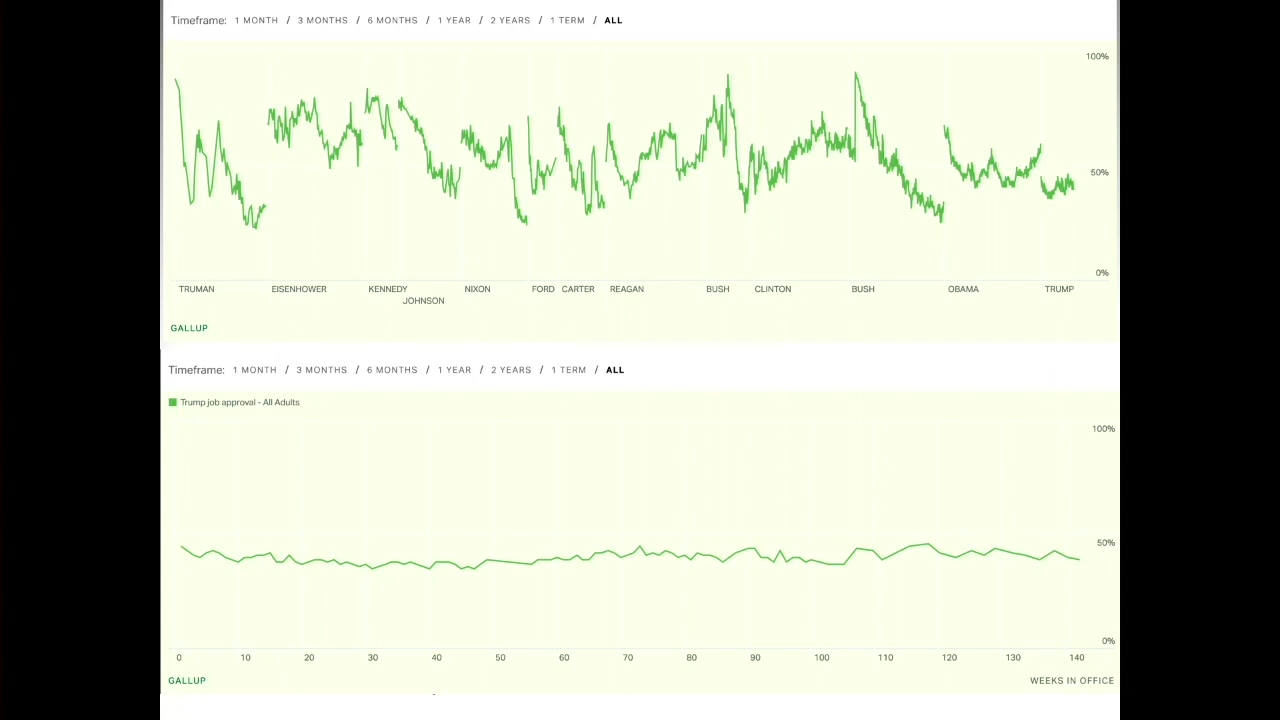 Timeframe: 1 MONTH / 3 MONTHS / 6 MONTHS / 1 YEAR / 2 YEARS / 1 TERM / ALL
100%
50%
0%
TRUMAN EISENHOWER KENNEDY NIXON FORD CARTER REAGAN BUSH CLINTON BUSH OBAMA TRUMP
JOHNSON
GALLUP
Timeframe: 1 MONTH / 3 MONTHS / 6 MONTHS / 1 YEAR / 2 YEARS / 1 TERM / ALL
Trump job approval - All Adults
100%
50%
0%
0 10 20 30 40 50 60 70 80 90 100 110 120 130 140
GALLUP WEEKS IN OFFICE